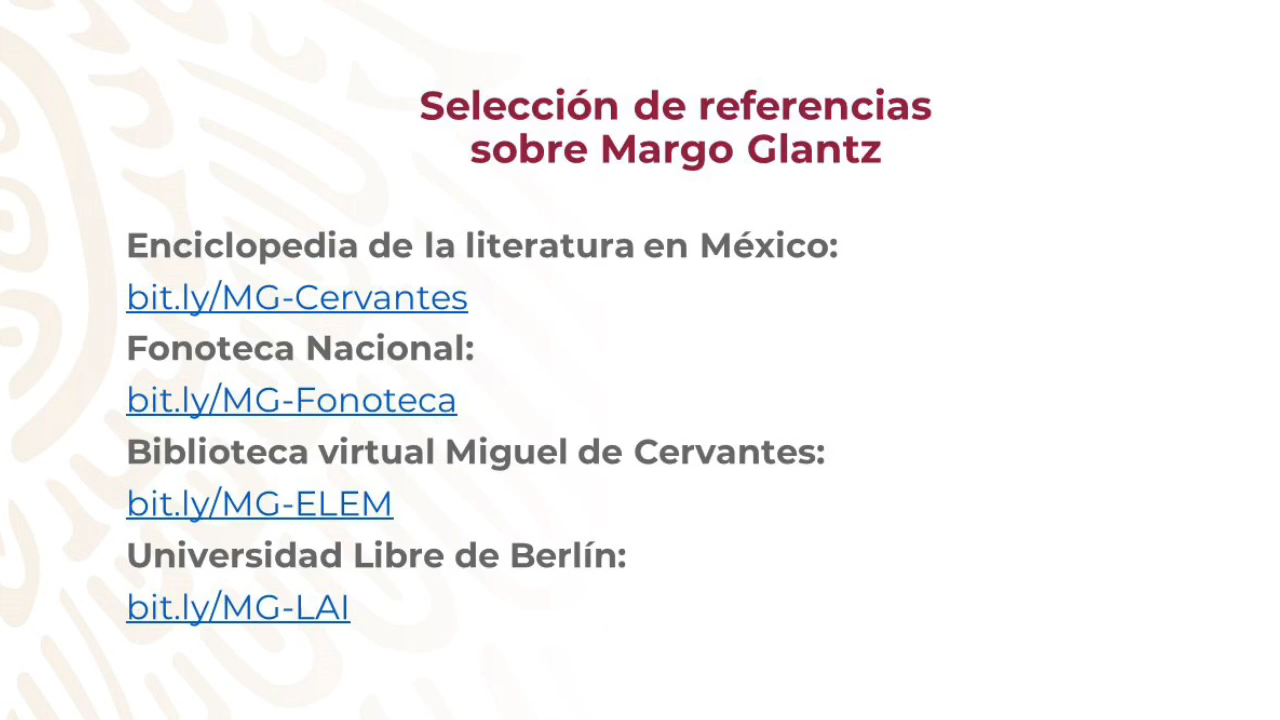 Selección de referencias
sobre Margo Glantz
Enciclopedia de la literatura en México:
bit.ly/MG-Cervantes
Fonoteca Nacional:
bit.ly/MG-Fonoteca
Biblioteca virtual Miguel de Cervantes:
bit.ly/MG-ELEM
Universidad Libre de Berlín:
bit.ly/MG-LAI